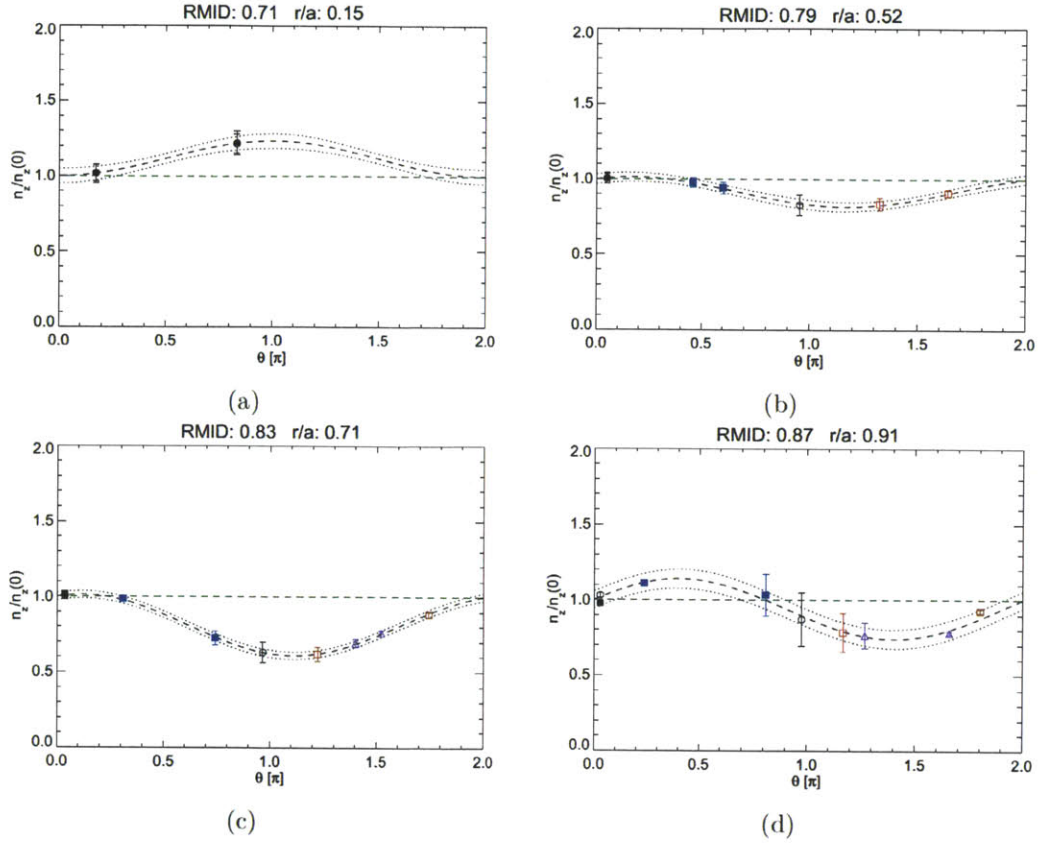 RMID: 0.71 r/a: 0.15
2.0
1.5
1.0
0.5
0.0
n_z/n_z(0)
0.0 0.5 1.0 1.5 2.0
θ [π]
(a)
RMID: 0.79 r/a: 0.52
2.0
1.5
1.0
0.5
0.0
n_z/n_z(0)
0.0 0.5 1.0 1.5 2.0
θ [π]
(b)
RMID: 0.83 r/a: 0.71
2.0
1.5
1.0
0.5
0.0
n_z/n_z(0)
0.0 0.5 1.0 1.5 2.0
θ [π]
(c)
RMID: 0.87 r/a: 0.91
2.0
1.5
1.0
0.5
0.0
n_z/n_z(0)
0.0 0.5 1.0 1.5 2.0
θ [π]
(d)